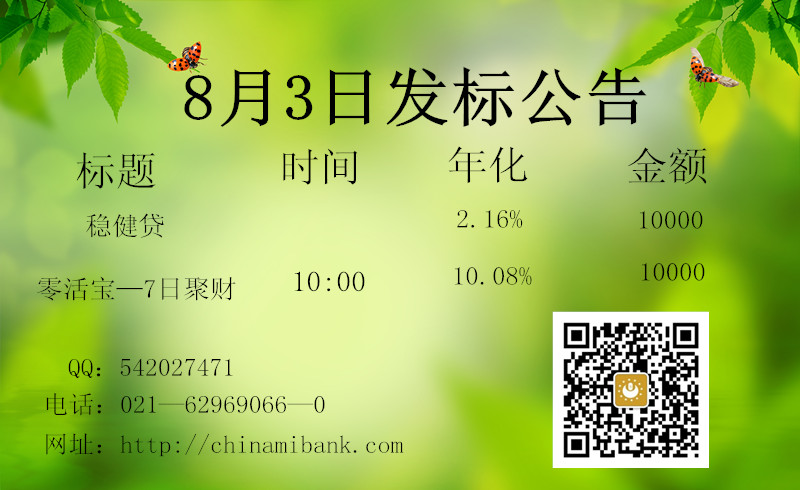 8月3日发标公告
标题 时间 年化 金额
稳健贷 2.16% 10000
零活宝—7日聚财 10:00 10.08% 10000
QQ：542027471
电话：021—62969066—0
网址：http://chinamibank.com